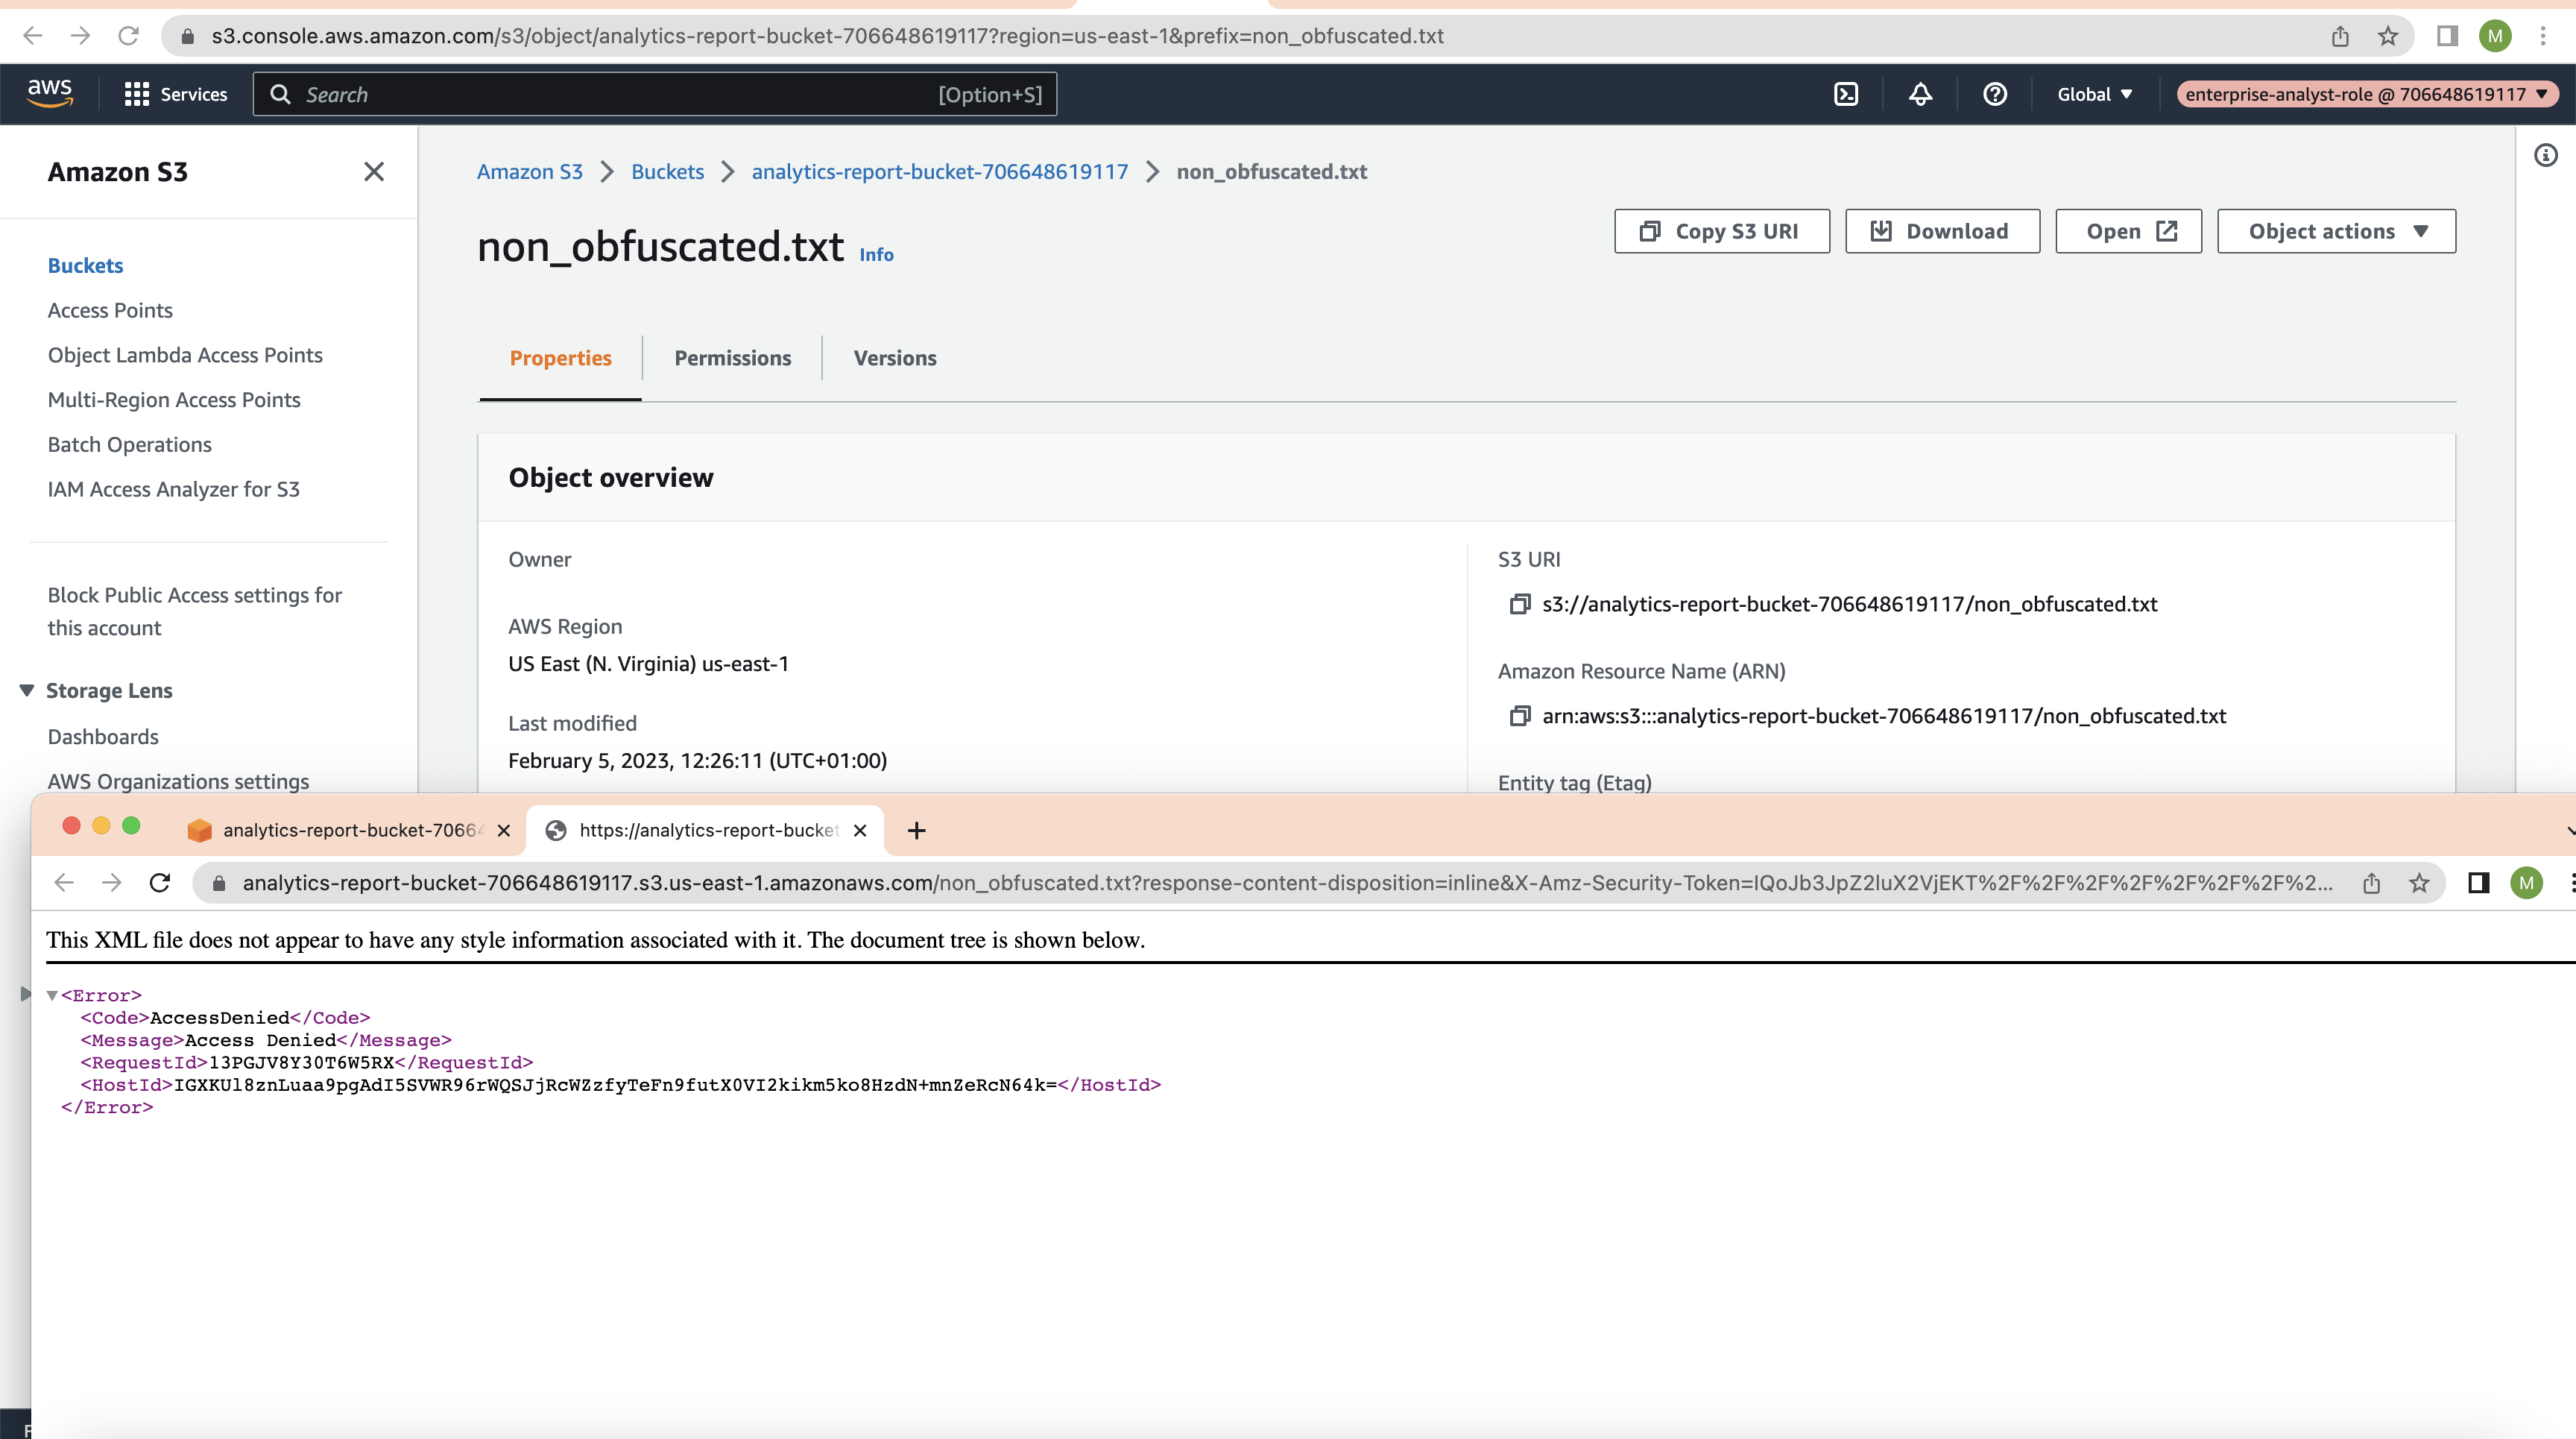 s3.console.aws.amazon.com/s3/object/analytics-report-bucket-706648619117?region=us-east-1&prefix=non_obfuscated.txt
M
aws
Services
Search
[Option+S]
Global
enterprise-analyst-role @ 706648619117
Amazon S3
Buckets
Access Points
Object Lambda Access Points
Multi-Region Access Points
Batch Operations
IAM Access Analyzer for S3
Block Public Access settings for
this account
Storage Lens
Dashboards
AWS Organizations settings
Amazon S3 > Buckets > analytics-report-bucket-706648619117 > non_obfuscated.txt
non_obfuscated.txt Info
Copy S3 URI
Download
Open
Object actions
Properties
Permissions
Versions
Object overview
Owner
AWS Region
US East (N. Virginia) us-east-1
Last modified
February 5, 2023, 12:26:11 (UTC+01:00)
S3 URI
s3://analytics-report-bucket-706648619117/non_obfuscated.txt
Amazon Resource Name (ARN)
arn:aws:s3:::analytics-report-bucket-706648619117/non_obfuscated.txt
Entity tag (Etag)
analytics-report-bucket-7066
https://analytics-report-bucket
analytics-report-bucket-706648619117.s3.us-east-1.amazonaws.com/non_obfuscated.txt?response-content-disposition=inline&X-Amz-Security-Token=IQoJb3JpZ2luX2VjEKT%2F%2F%2F%2F%2F%2F%2F%2...
M
This XML file does not appear to have any style information associated with it. The document tree is shown below.
<Error>
<Code>AccessDenied</Code>
<Message>Access Denied</Message>
<RequestId>13PGJV8Y30T6W5RX</RequestId>
<HostId>IGXKUl8znLuaa9pgAdI5SVWR96rWQSJjRcWZzfyTeFn9futX0VI2kikm5ko8HzdN+mnZeRcN64k=</HostId>
</Error>